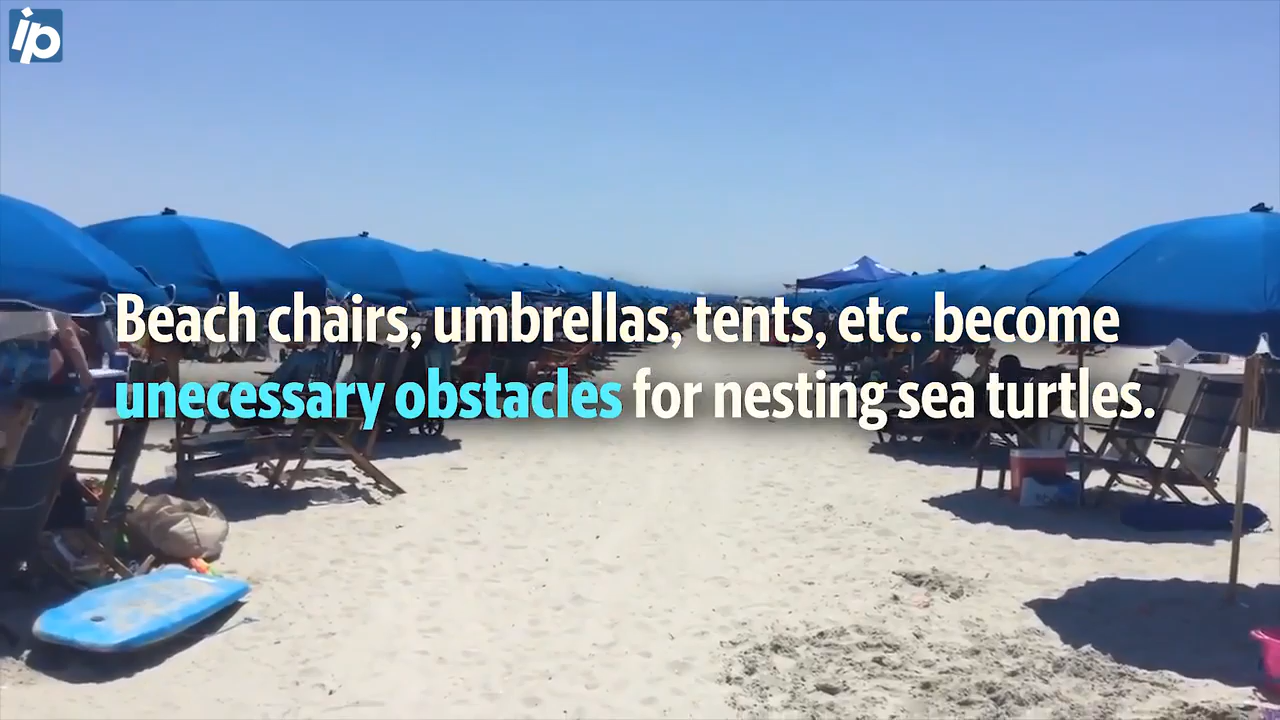 ip
Beach chairs, umbrellas, tents, etc. become
unecessary obstacles for nesting sea turtles.